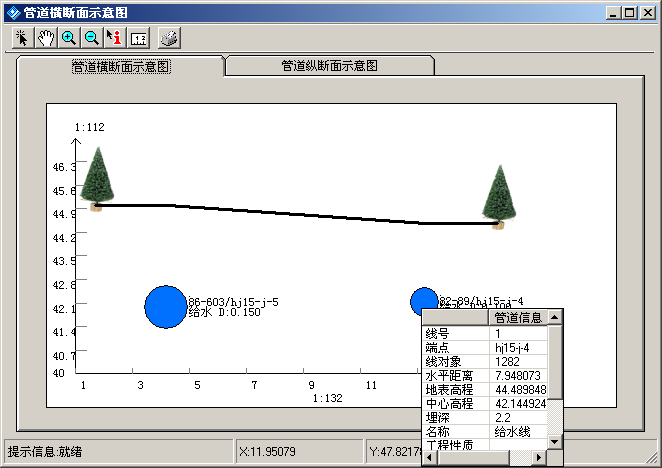 管道横断面示意图
管道横断面示意图
管道纵断面示意图
1:112
46.3
45.6
44.9
44.2
43.5
42.8
42.1
41.4
40.7
40
1 3 5 7 9 11
1:132
86-603/hj15-j-5
给水 D:0.150
82-89/hj15-j-4
给水 D:0.100
管道信息
线号 1
端点 hj15-j-4
线对象 1282
水平距离 7.948073
地表高程 44.489848
中心高程 42.144924
埋深 2.2
名称 给水线
工程性质
提示信息:就绪
X:11.95079
Y:47.8217